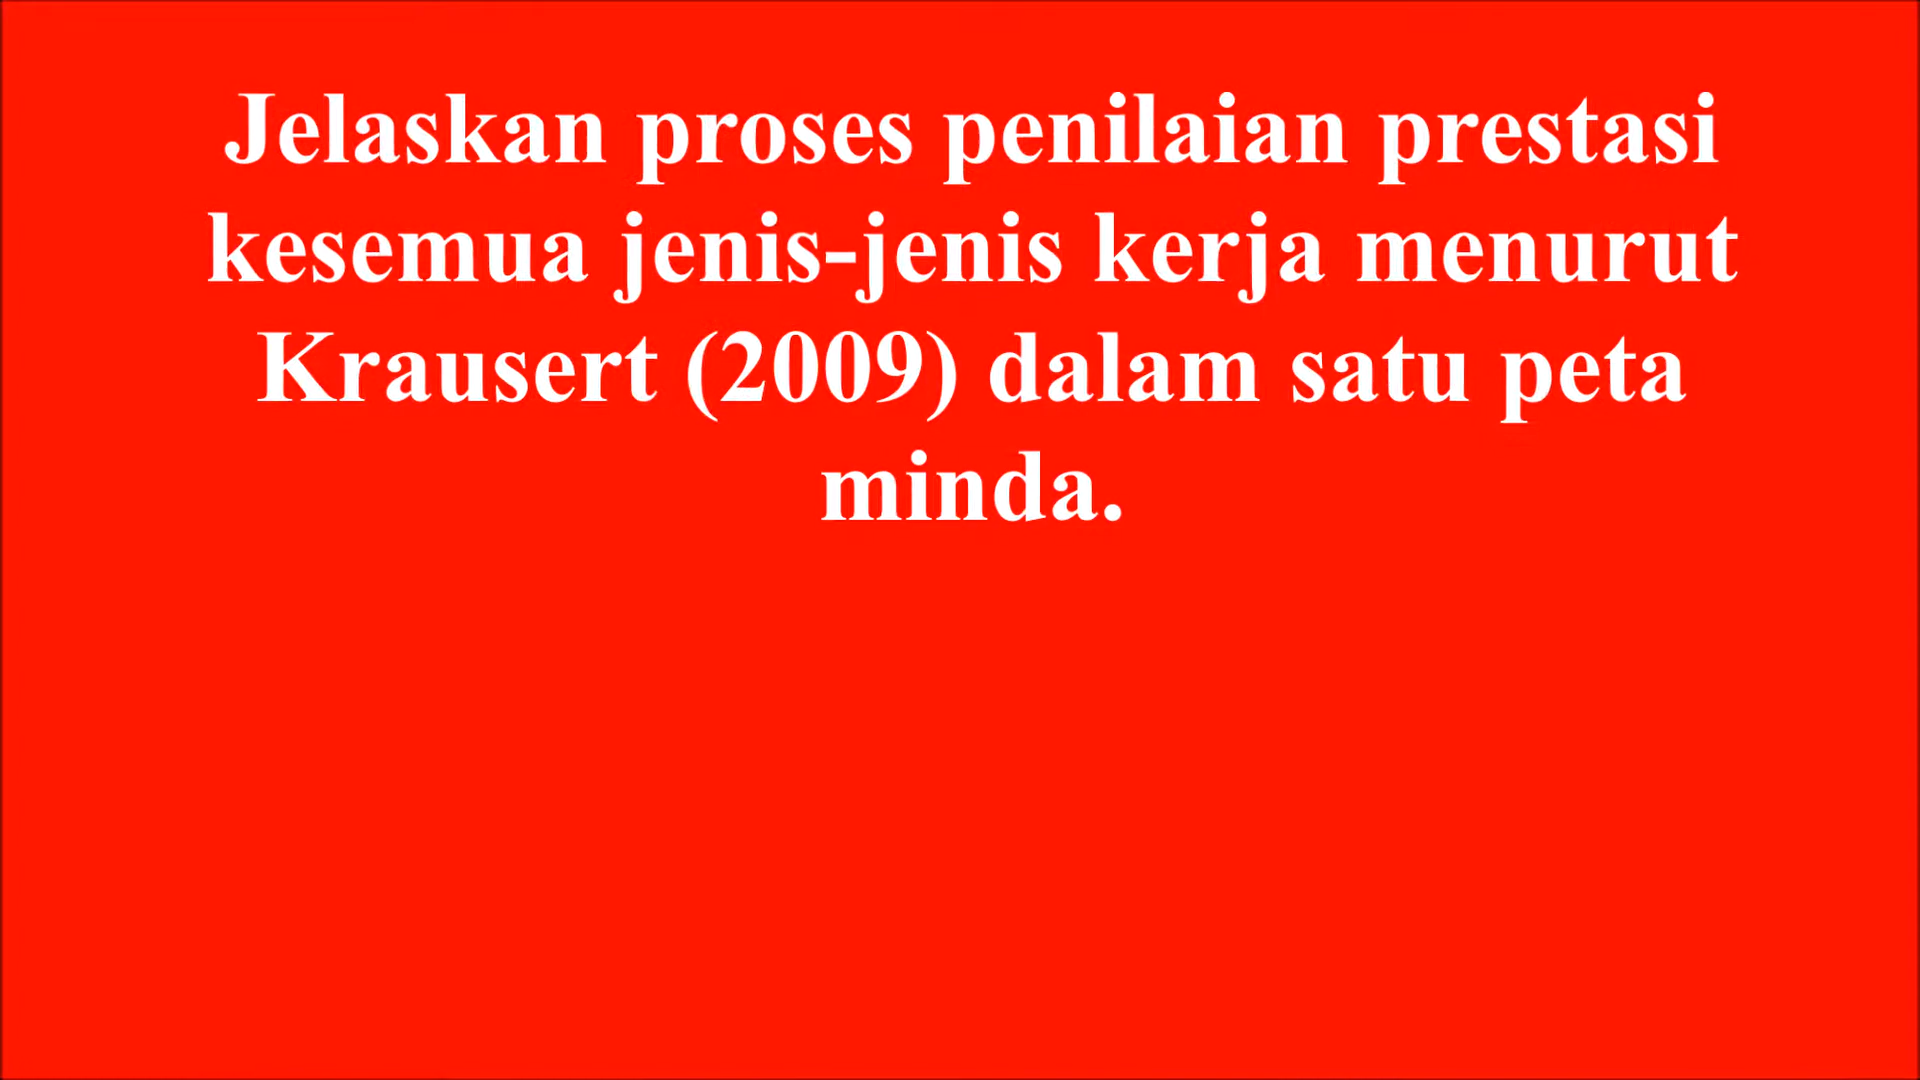 Jelaskan proses penilaian prestasi
kesemua jenis-jenis kerja menurut
Krausert (2009) dalam satu peta
minda.